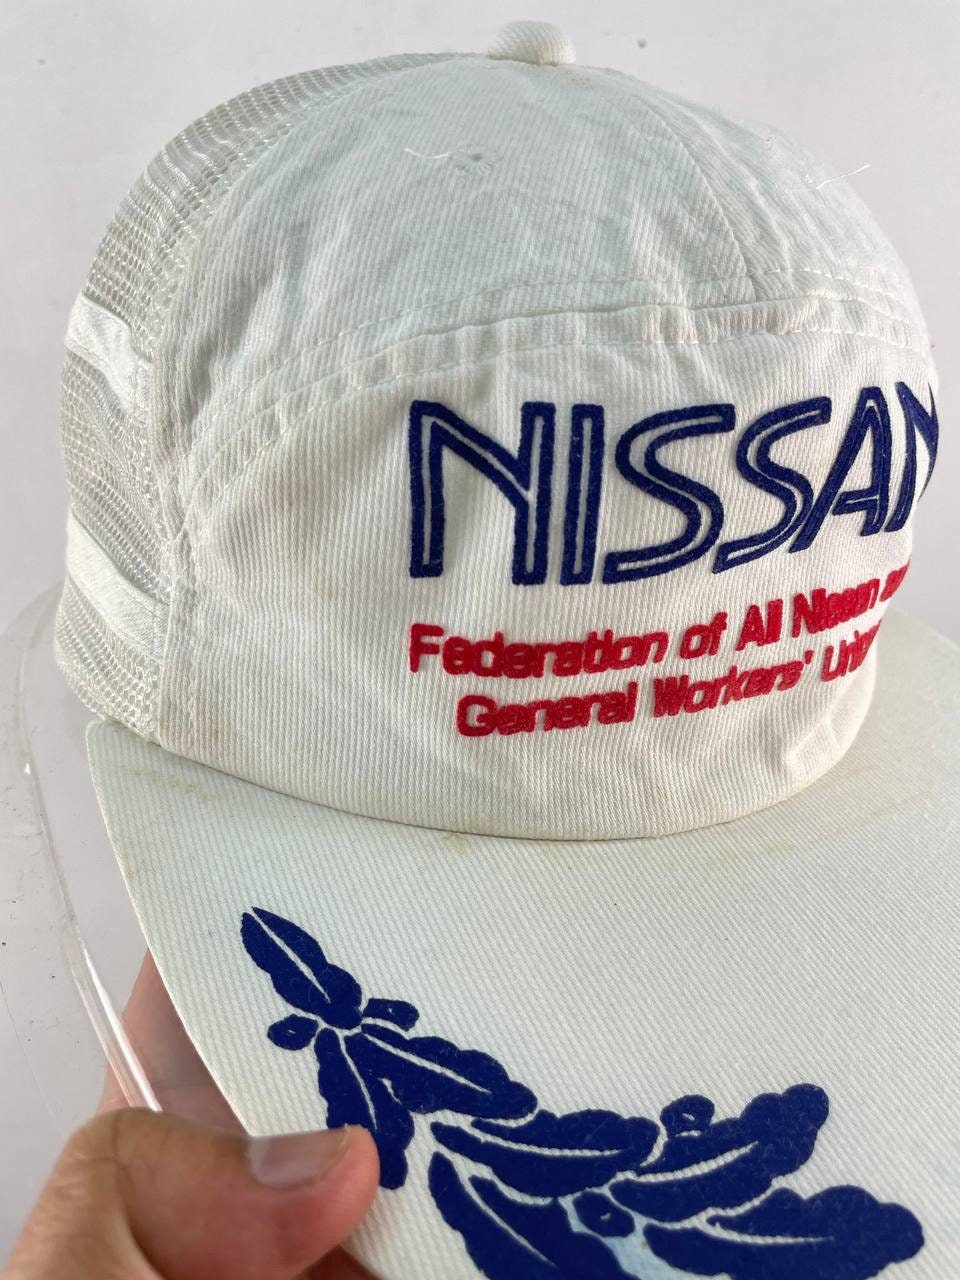 NISSAN
Federation of All Nissan
General Workers'